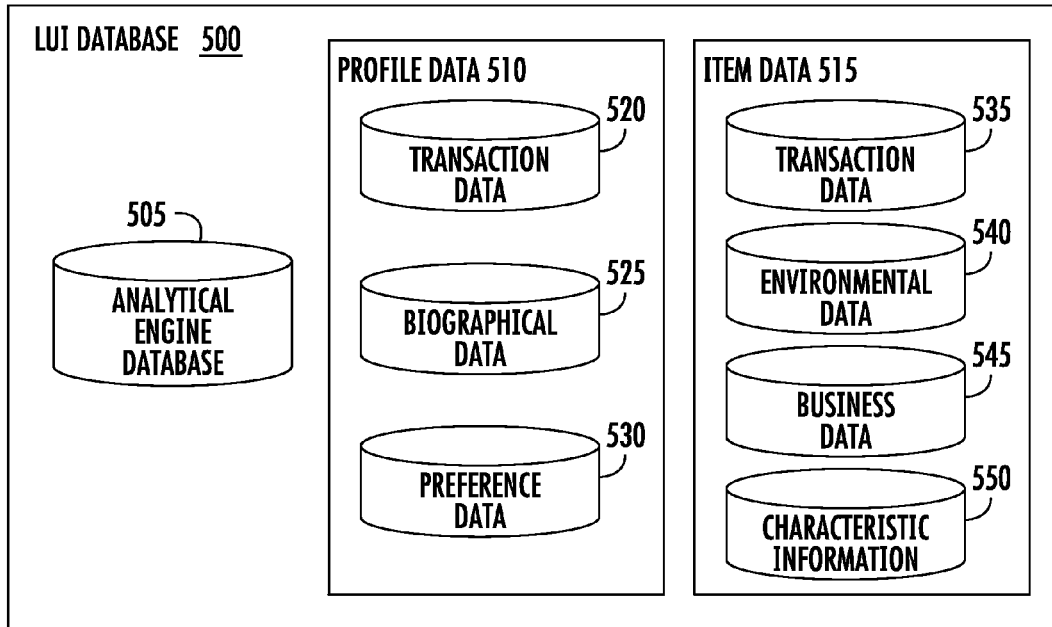 LUI DATABASE 500
505
ANALYTICAL
ENGINE
DATABASE
PROFILE DATA 510
520
TRANSACTION
DATA
525
BIOGRAPHICAL
DATA
530
PREFERENCE
DATA
ITEM DATA 515
535
TRANSACTION
DATA
540
ENVIRONMENTAL
DATA
545
BUSINESS
DATA
550
CHARACTERISTIC
INFORMATION